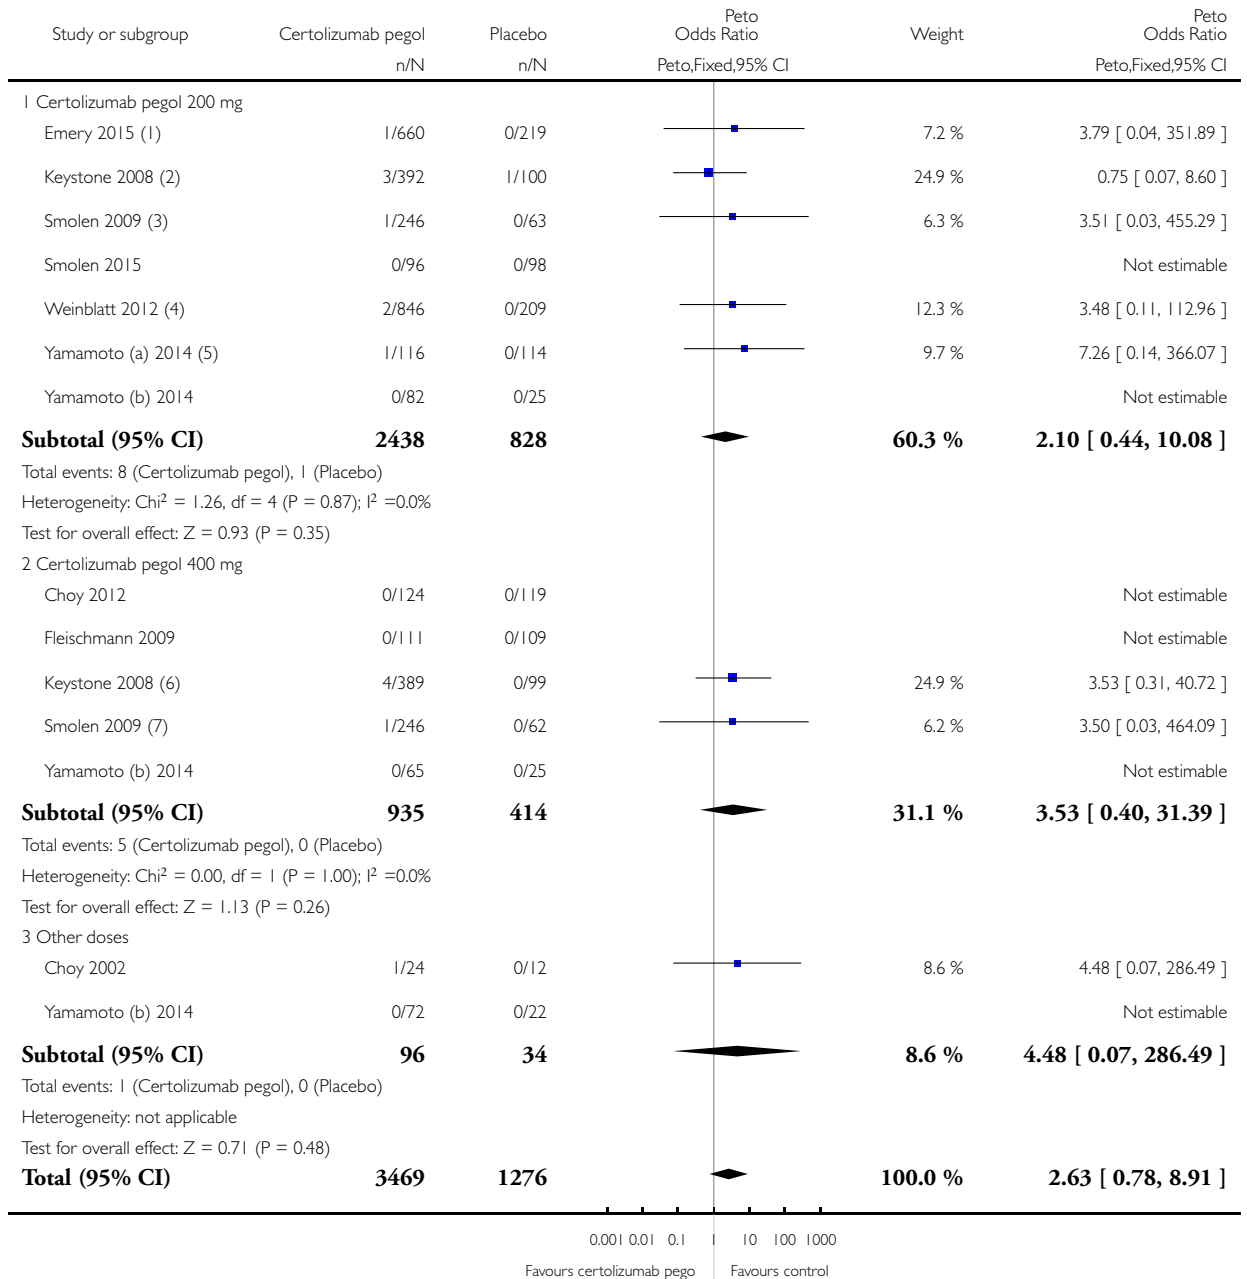 Study or subgroup Certolizumab pegol Placebo Peto Odds Ratio Weight Peto Odds Ratio
n/N n/N Peto,Fixed,95% CI Peto,Fixed,95% CI
1 Certolizumab pegol 200 mg
Emery 2015 (1) 1/660 0/219 7.2 % 3.79 [ 0.04, 351.89 ]
Keystone 2008 (2) 3/392 1/100 24.9 % 0.75 [ 0.07, 8.60 ]
Smolen 2009 (3) 1/246 0/63 6.3 % 3.51 [ 0.03, 455.29 ]
Smolen 2015 0/96 0/98 Not estimable
Weinblatt 2012 (4) 2/846 0/209 12.3 % 3.48 [ 0.11, 112.96 ]
Yamamoto (a) 2014 (5) 1/116 0/114 9.7 % 7.26 [ 0.14, 366.07 ]
Yamamoto (b) 2014 0/82 0/25 Not estimable
Subtotal (95% CI) 2438 828 60.3 % 2.10 [ 0.44, 10.08 ]
Total events: 8 (Certolizumab pegol), 1 (Placebo)
Heterogeneity: Chi² = 1.26, df = 4 (P = 0.87); I² =0.0%
Test for overall effect: Z = 0.93 (P = 0.35)
2 Certolizumab pegol 400 mg
Choy 2012 0/124 0/119 Not estimable
Fleischmann 2009 0/111 0/109 Not estimable
Keystone 2008 (6) 4/389 0/99 24.9 % 3.53 [ 0.31, 40.72 ]
Smolen 2009 (7) 1/246 0/62 6.2 % 3.50 [ 0.03, 464.09 ]
Yamamoto (b) 2014 0/65 0/25 Not estimable
Subtotal (95% CI) 935 414 31.1 % 3.53 [ 0.40, 31.39 ]
Total events: 5 (Certolizumab pegol), 0 (Placebo)
Heterogeneity: Chi² = 0.00, df = 1 (P = 1.00); I² =0.0%
Test for overall effect: Z = 1.13 (P = 0.26)
3 Other doses
Choy 2002 1/24 0/12 8.6 % 4.48 [ 0.07, 286.49 ]
Yamamoto (b) 2014 0/72 0/22 Not estimable
Subtotal (95% CI) 96 34 8.6 % 4.48 [ 0.07, 286.49 ]
Total events: 1 (Certolizumab pegol), 0 (Placebo)
Heterogeneity: not applicable
Test for overall effect: Z = 0.71 (P = 0.48)
Total (95% CI) 3469 1276 100.0 % 2.63 [ 0.78, 8.91 ]
0.001 0.01 0.1 1 10 100 1000
Favours certolizumab pego Favours control